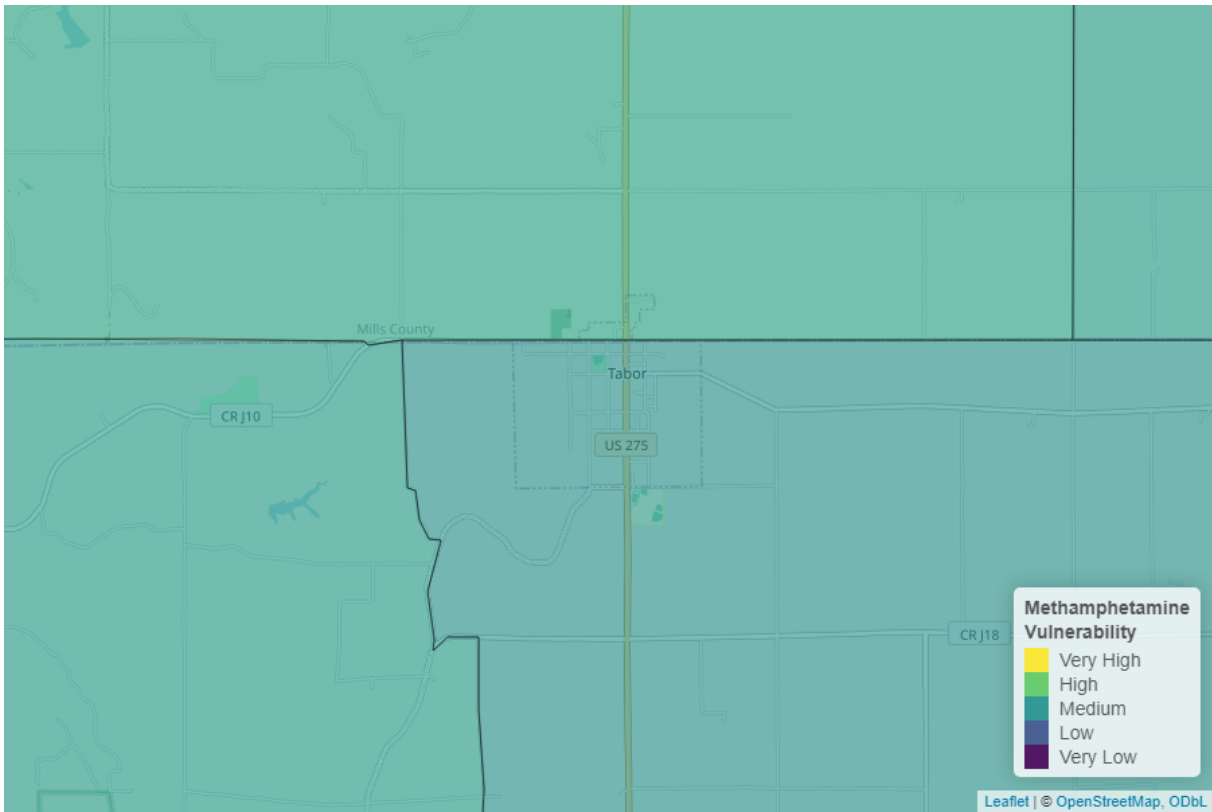 Mills County
Tabor
CR J10
US 275
CR J18
Methamphetamine
Vulnerability
Very High
High
Medium
Low
Very Low
Leaflet | © OpenStreetMap, ODbL